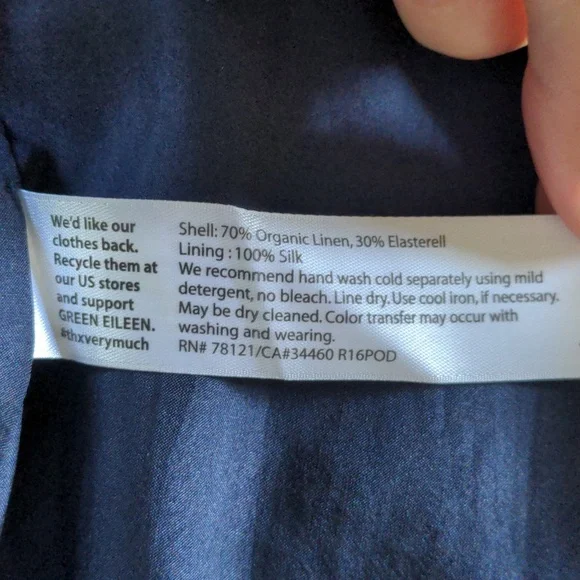 We'd like our
clothes back.
Recycle them at
our US stores
and support
GREEN EILEEN.
#thxverymuch
Shell: 70% Organic Linen, 30% Elasterell
Lining : 100% Silk
We recommend hand wash cold separately using mild
detergent, no bleach. Line dry. Use cool iron, if necessary.
May be dry cleaned. Color transfer may occur with
washing and wearing.
RN# 78121/CA#34460 R16POD